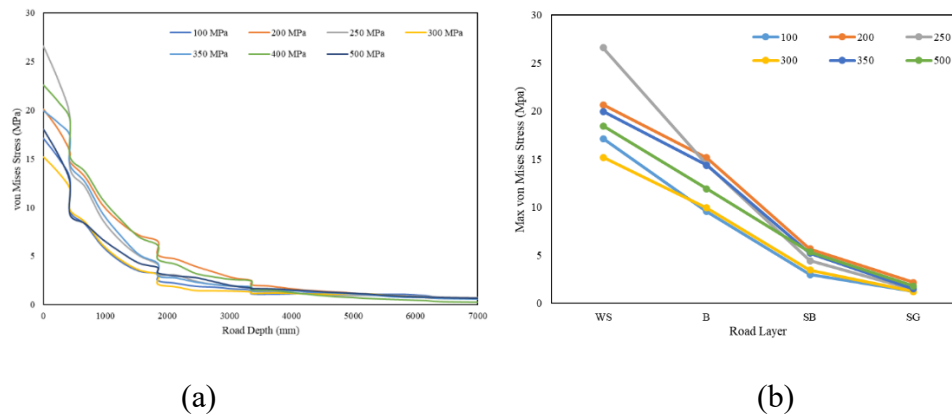 30
25
20
15
10
5
0
von Mises Stress (MPa)
100 MPa 200 MPa 250 MPa 300 MPa
350 MPa 400 MPa 500 MPa
0 1000 2000 3000 4000 5000 6000 7000
Road Depth (mm)
(a)
30
25
20
15
10
5
0
Max von Mises Stress (Mpa)
100 200 250
300 350 500
WS B SB SG
Road Layer
(b)